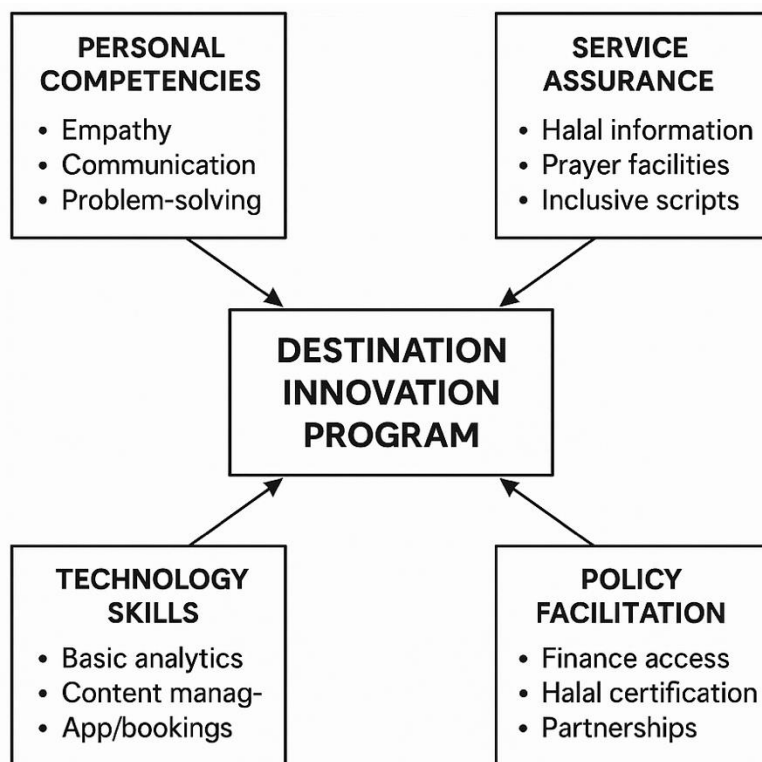 PERSONAL
COMPETENCIES
• Empathy
• Communication
• Problem-solving
SERVICE
ASSURANCE
• Halal information
• Prayer facilities
• Inclusive scripts
DESTINATION
INNOVATION
PROGRAM
TECHNOLOGY
SKILLS
• Basic analytics
• Content manag-
• App/bookings
POLICY
FACILITATION
• Finance access
• Halal certification
• Partnerships